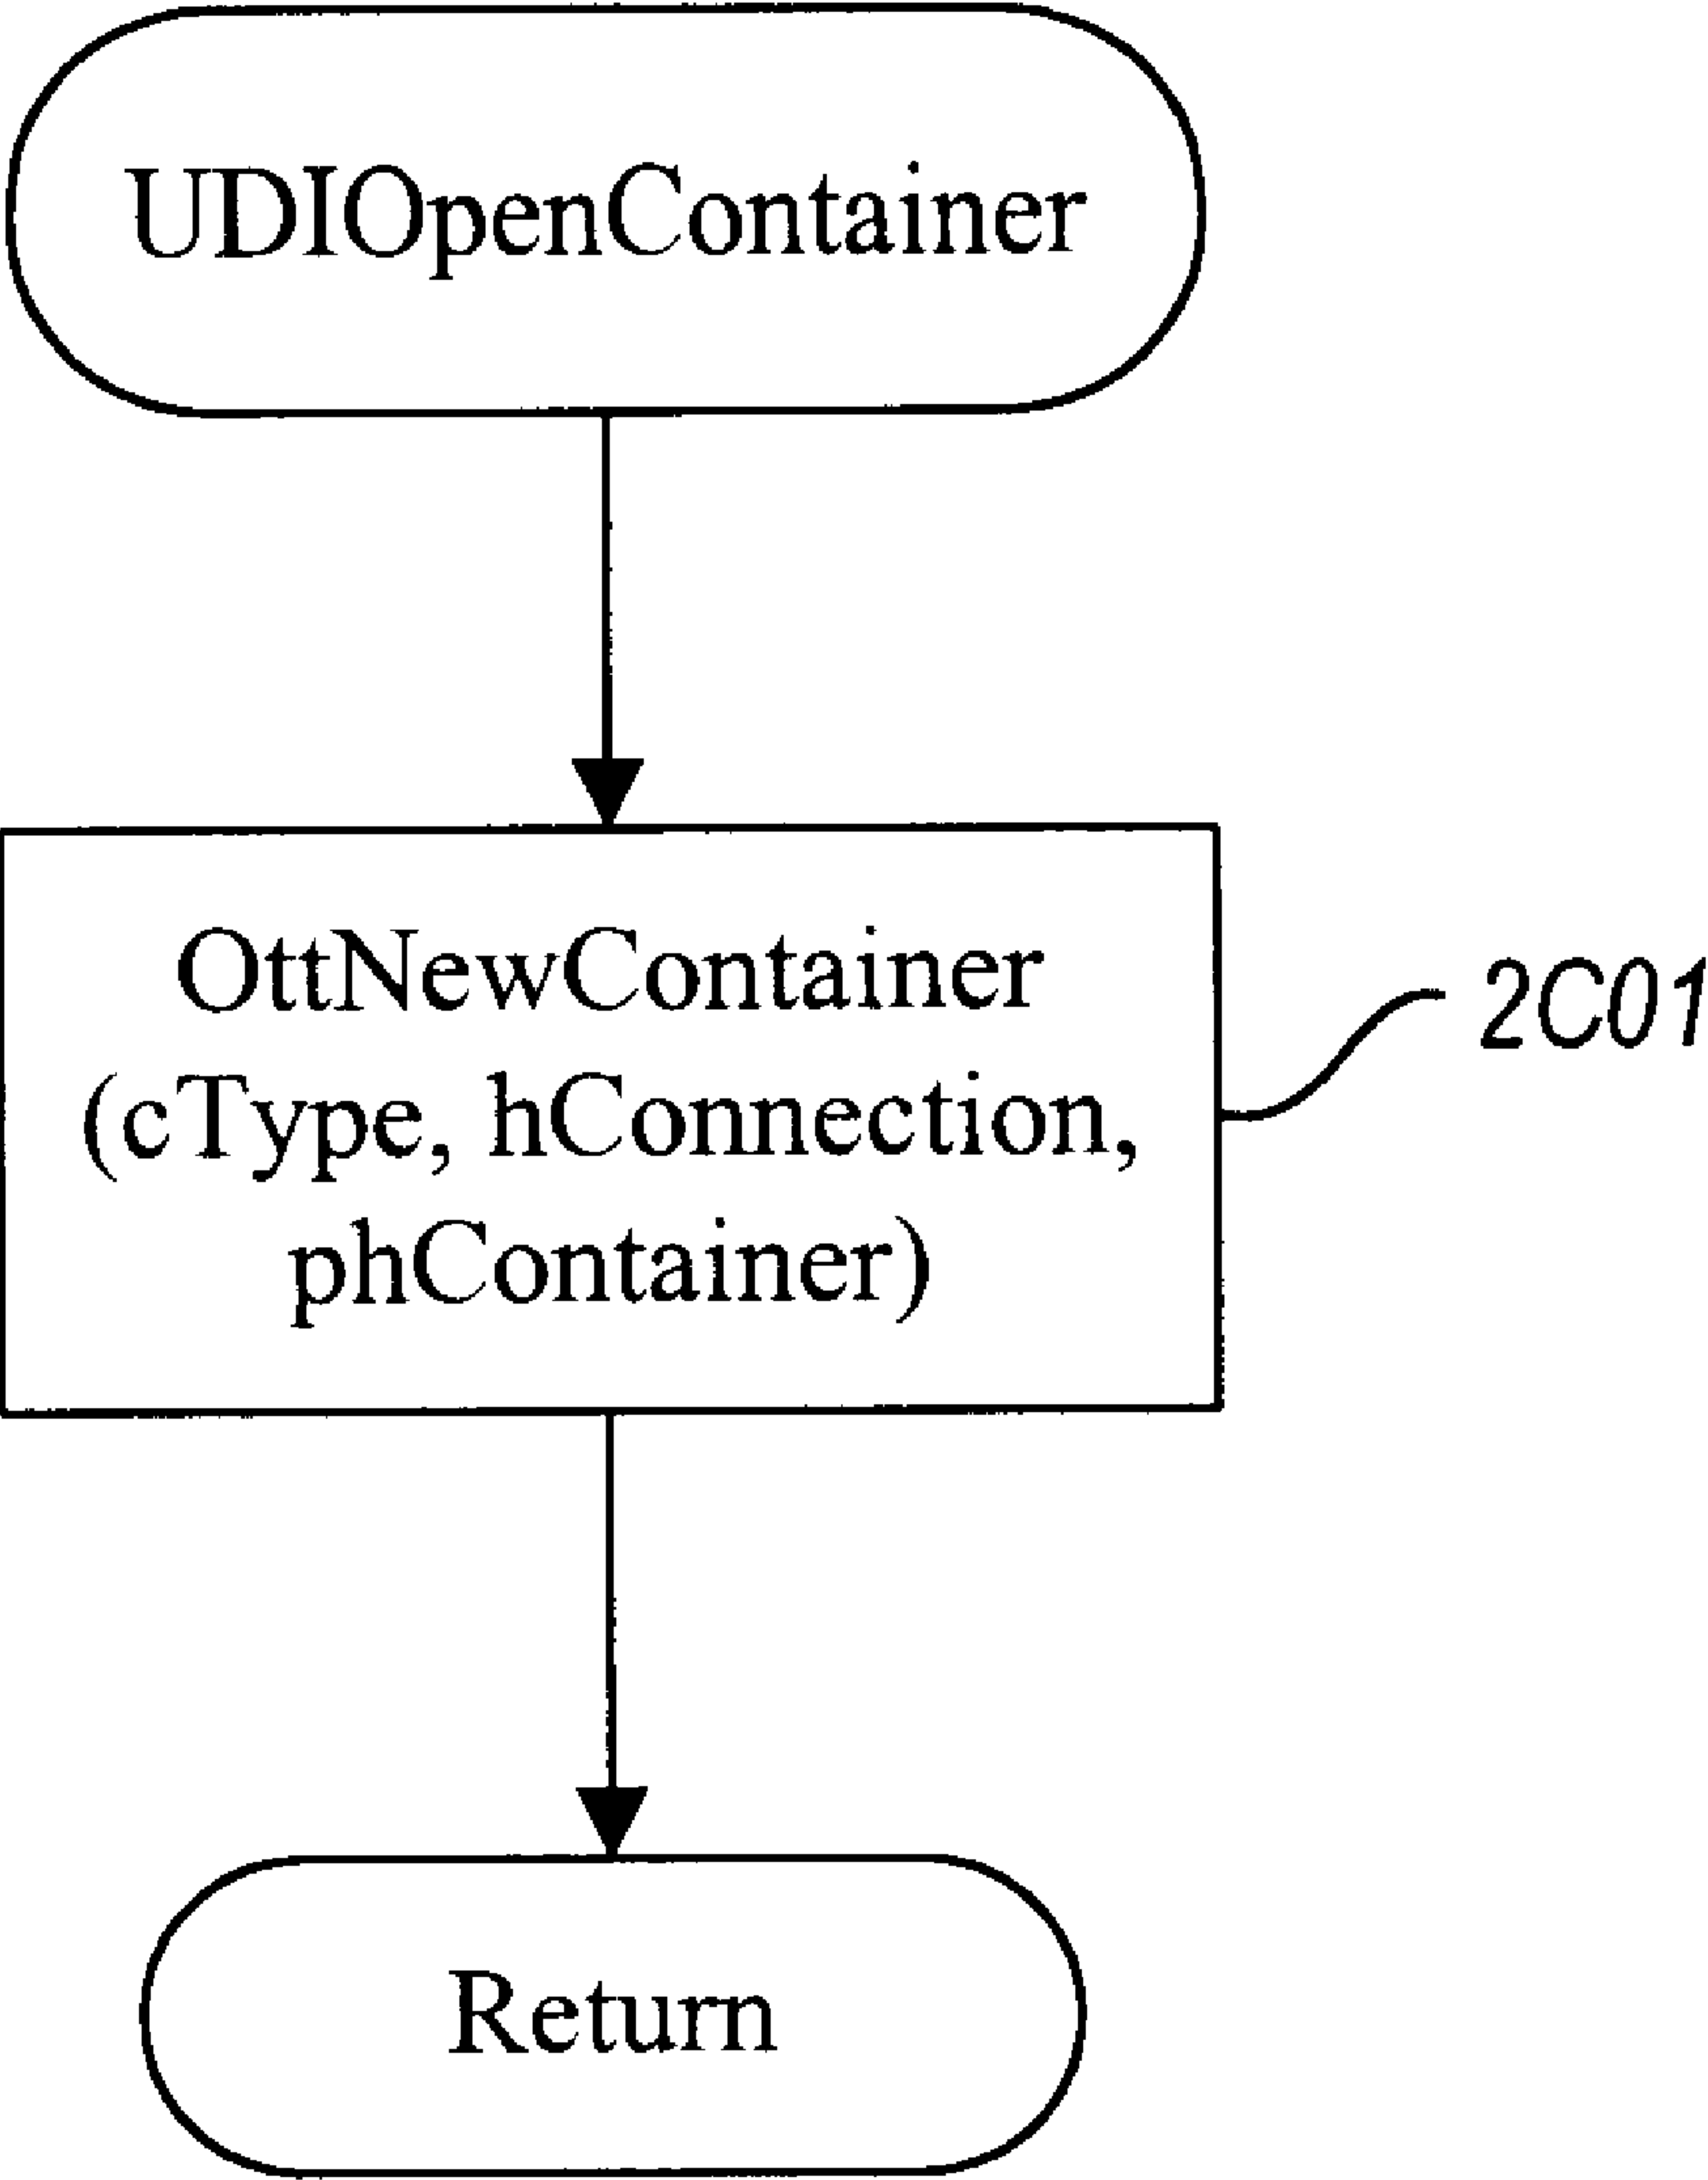 UDIOpenContainer
OttNewContainer
(cType, hConnection,
phContainer)
2C01
Return